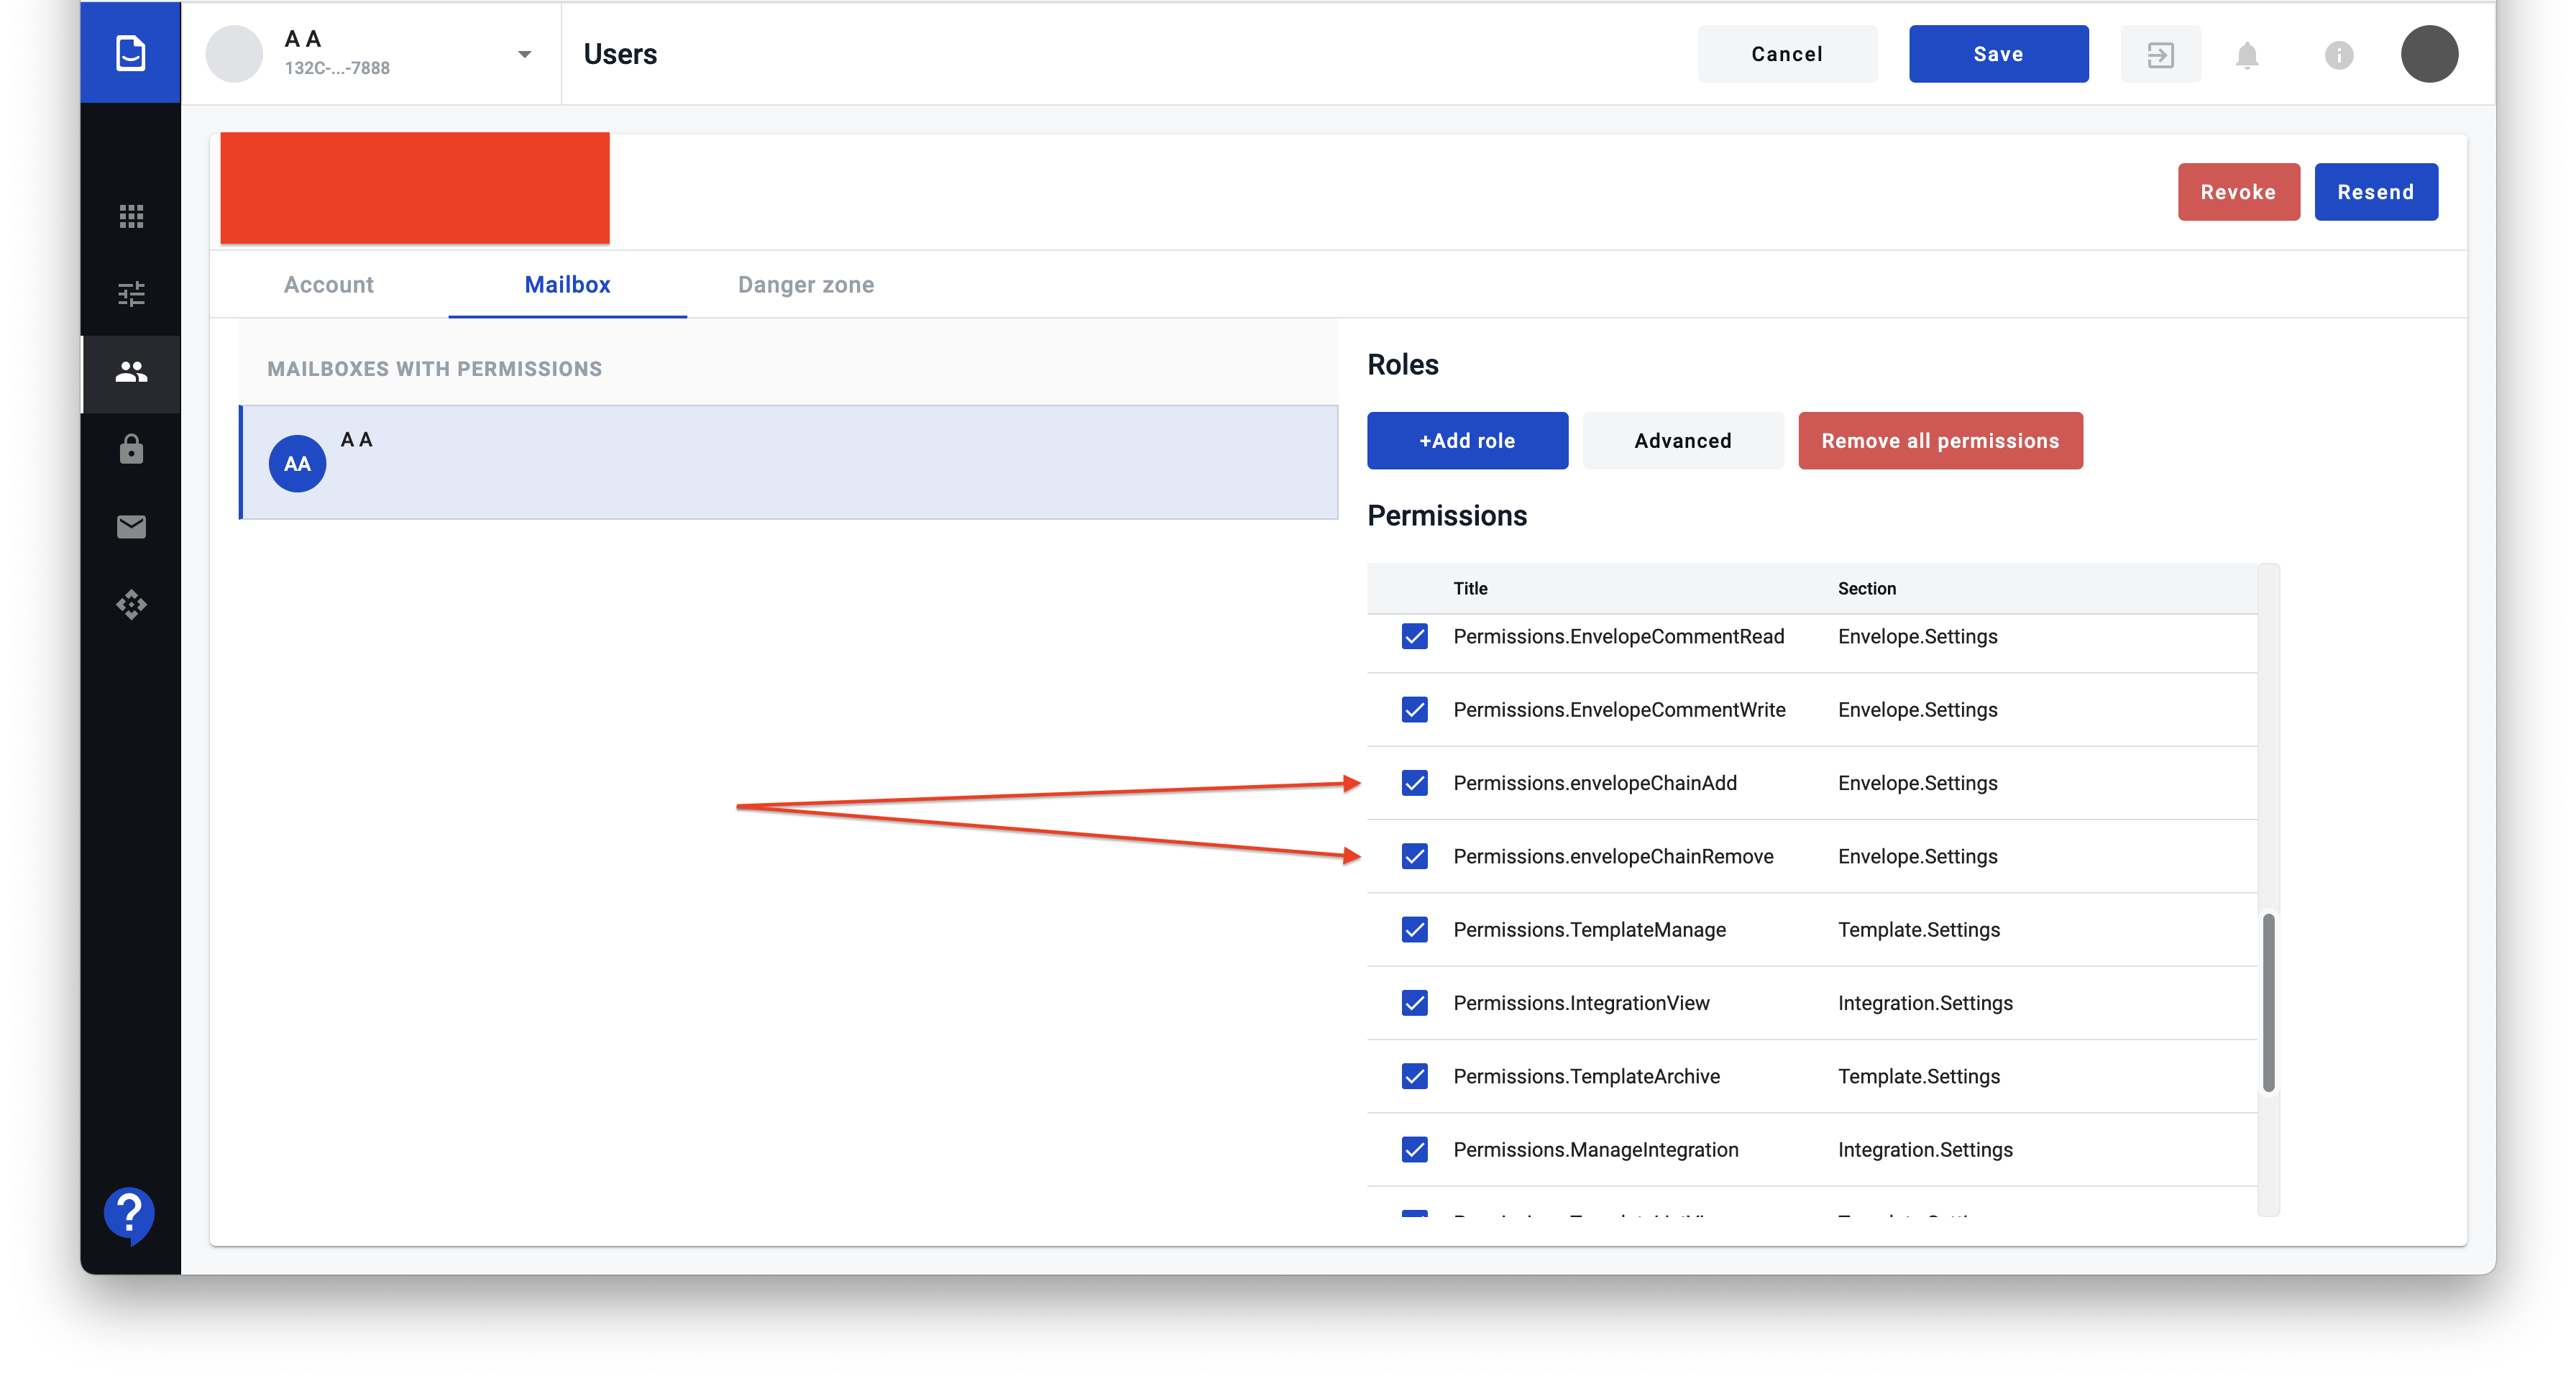 A A
132C-...-7888
Users
Cancel
Save
Revoke
Resend
Account
Mailbox
Danger zone
MAILBOXES WITH PERMISSIONS
AA
A A
Roles
+Add role
Advanced
Remove all permissions
Permissions
Title Section
Permissions.EnvelopeCommentRead Envelope.Settings
Permissions.EnvelopeCommentWrite Envelope.Settings
Permissions.envelopeChainAdd Envelope.Settings
Permissions.envelopeChainRemove Envelope.Settings
Permissions.TemplateManage Template.Settings
Permissions.IntegrationView Integration.Settings
Permissions.TemplateArchive Template.Settings
Permissions.ManageIntegration Integration.Settings
?